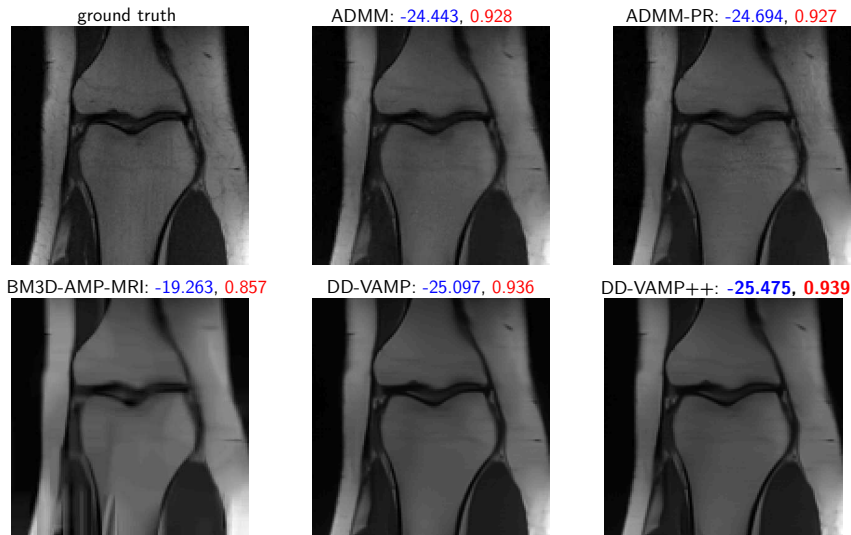 ground truth
ADMM: -24.443, 0.928
ADMM-PR: -24.694, 0.927
BM3D-AMP-MRI: -19.263, 0.857
DD-VAMP: -25.097, 0.936
DD-VAMP++: -25.475, 0.939